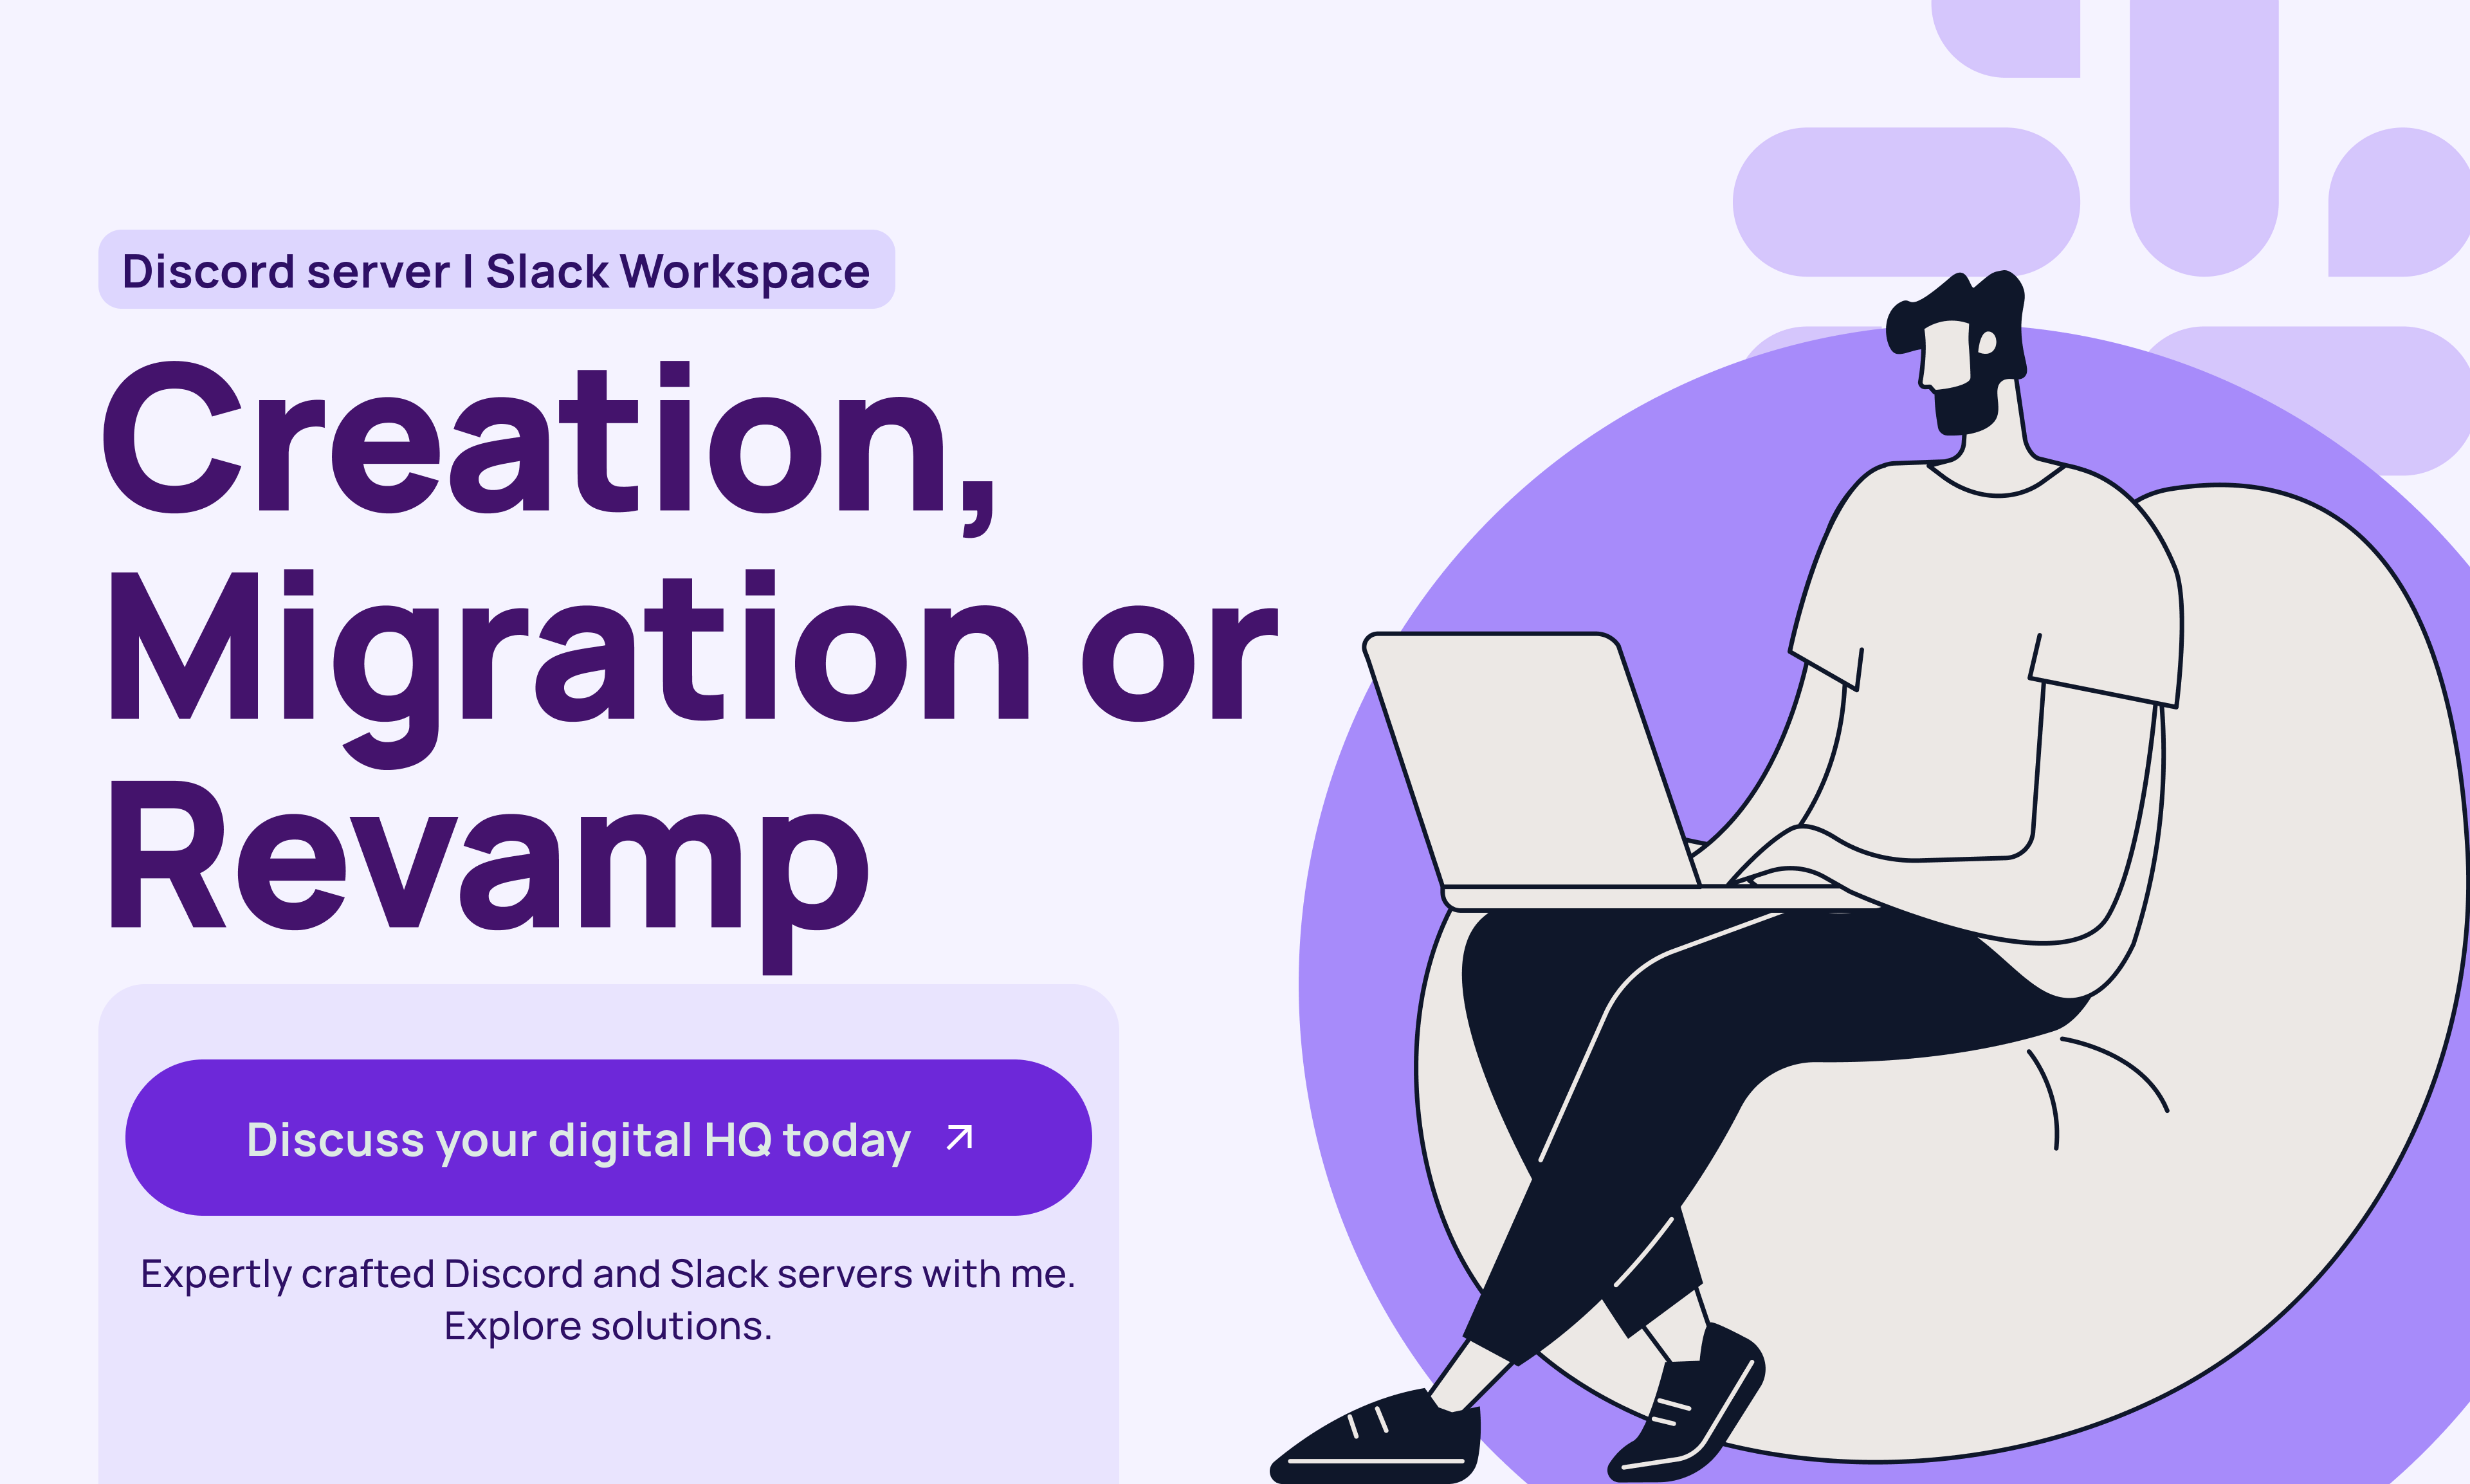 Discord server | Slack Workspace
Creation,
Migration or
Revamp
Discuss your digital HQ today
Expertly crafted Discord and Slack servers with me.
Explore solutions.